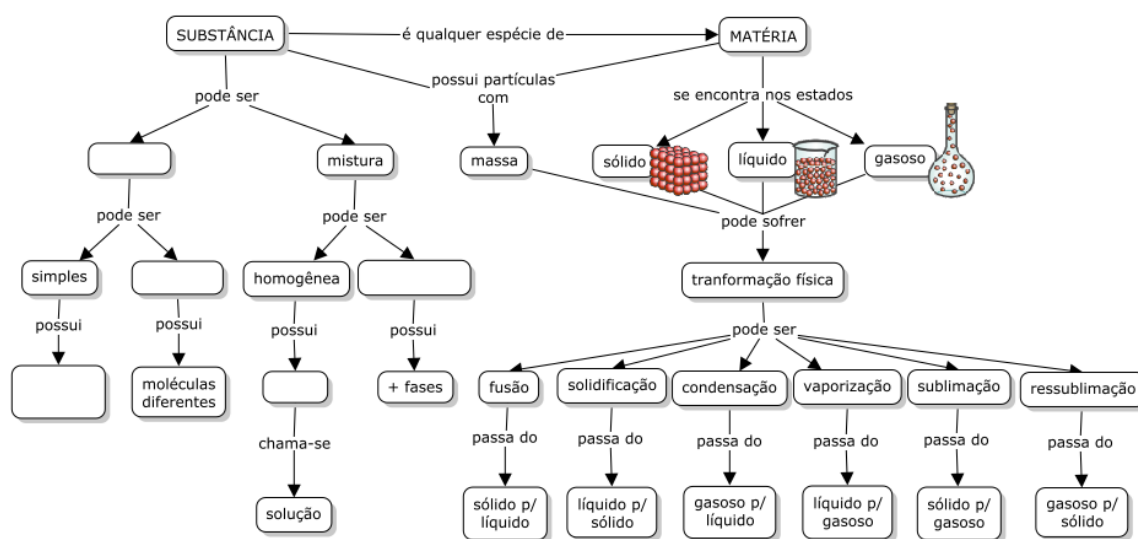 SUBSTÂNCIA
é qualquer espécie de
MATÉRIA
possui partículas
com
pode ser
se encontra nos estados
mistura
massa
sólido
líquido
gasoso
pode ser
pode ser
pode sofrer
simples
homogênea
tranformação física
possui
possui
possui
possui
pode ser
moléculas
diferentes
+ fases
fusão
solidificação
condensação
vaporização
sublimação
ressublimação
chama-se
passa do
passa do
passa do
passa do
passa do
passa do
solução
sólido p/
líquido
líquido p/
sólido
gasoso p/
líquido
líquido p/
gasoso
sólido p/
gasoso
gasoso p/
sólido